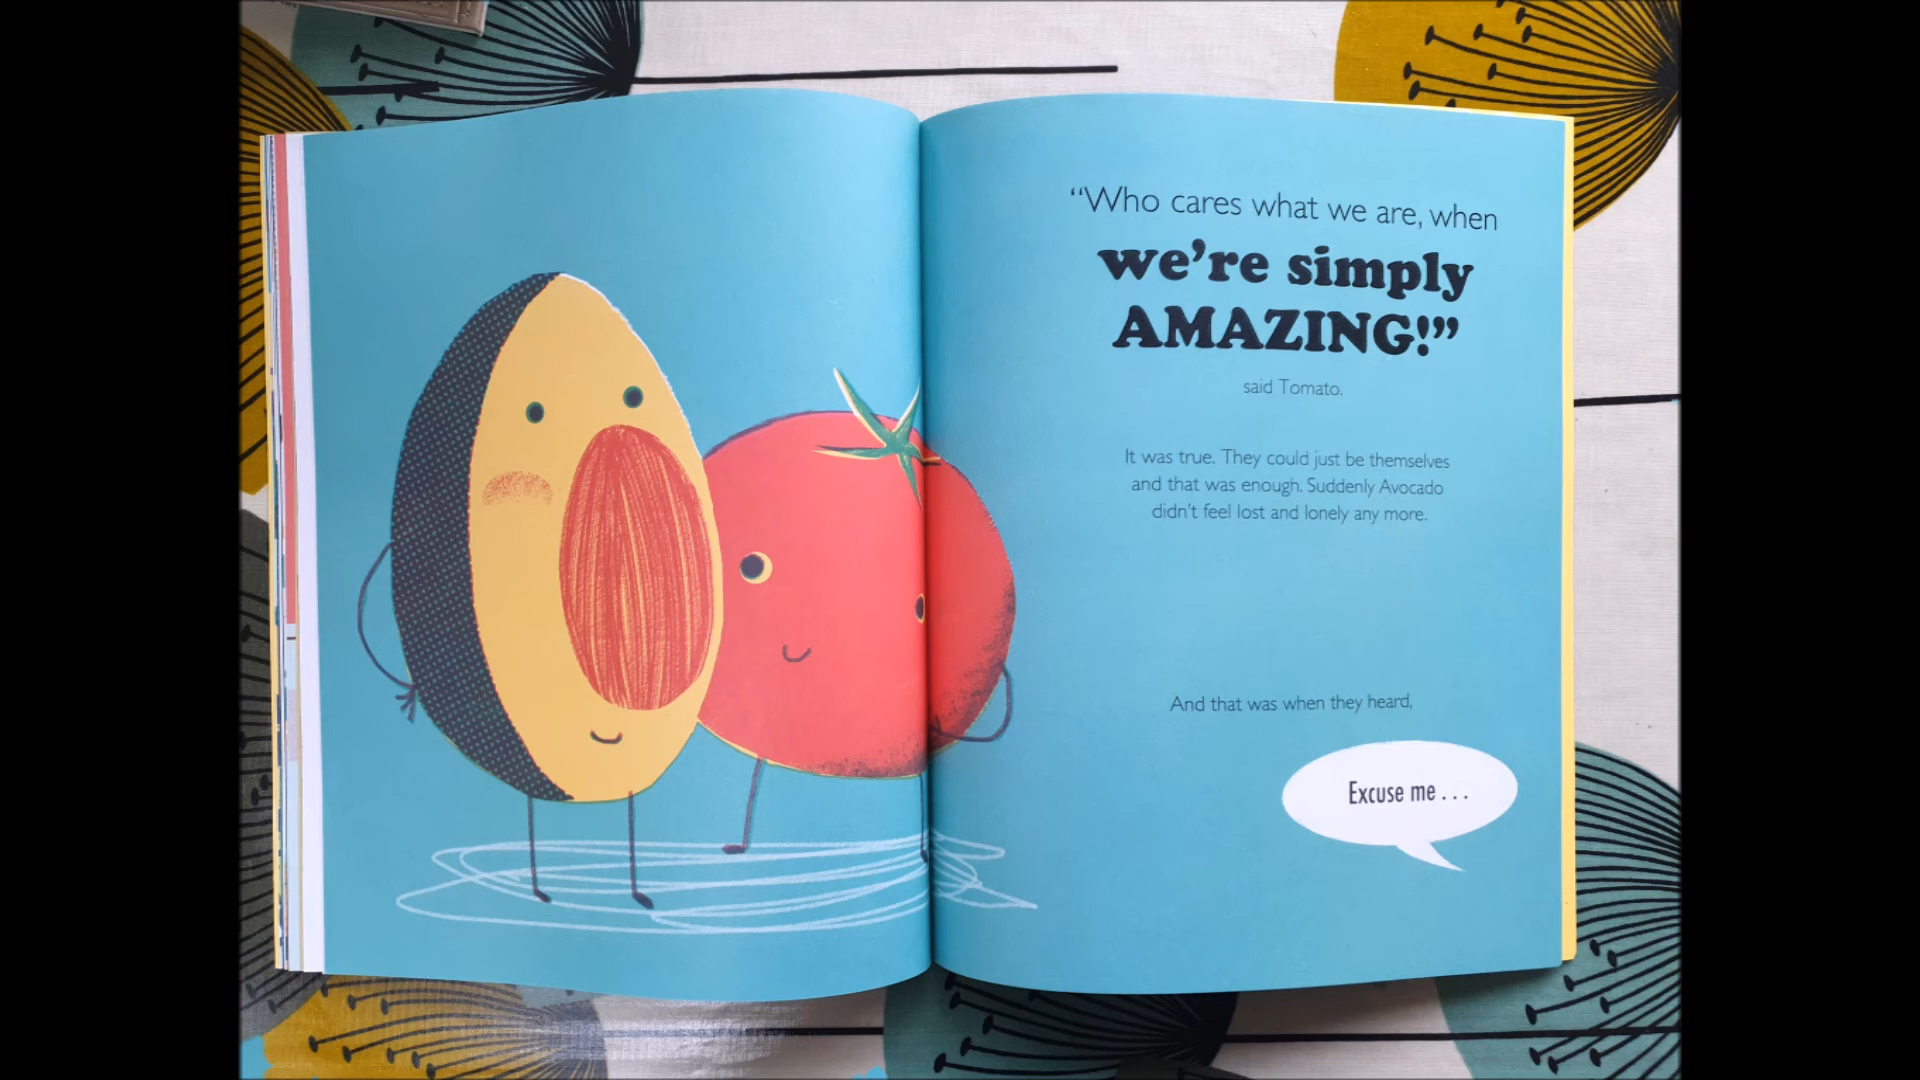 “Who cares what we are, when
we’re simply
AMAZING!”
said Tomato.
It was true. They could just be themselves
and that was enough. Suddenly Avocado
didn’t feel lost and lonely any more.
And that was when they heard,
Excuse me . . .